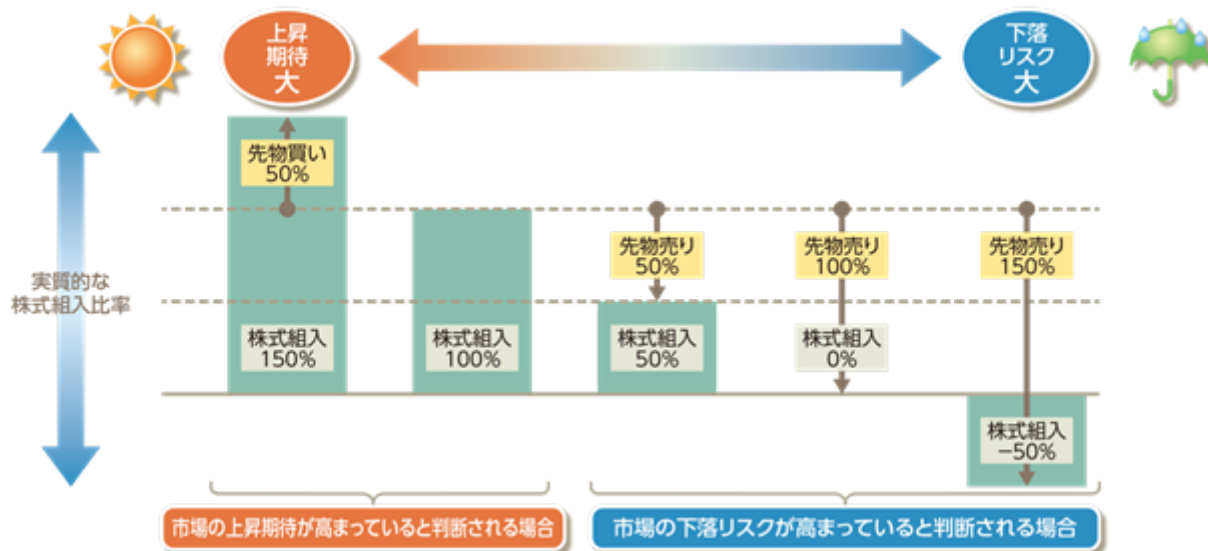 上昇
期待
大
下落
リスク
大
先物買い
50%
先物売り
50%
先物売り
100%
先物売り
150%
実質的な
株式組入比率
株式組入
150%
株式組入
100%
株式組入
50%
株式組入
0%
株式組入
−50%
市場の上昇期待が高まっていると判断される場合
市場の下落リスクが高まっていると判断される場合